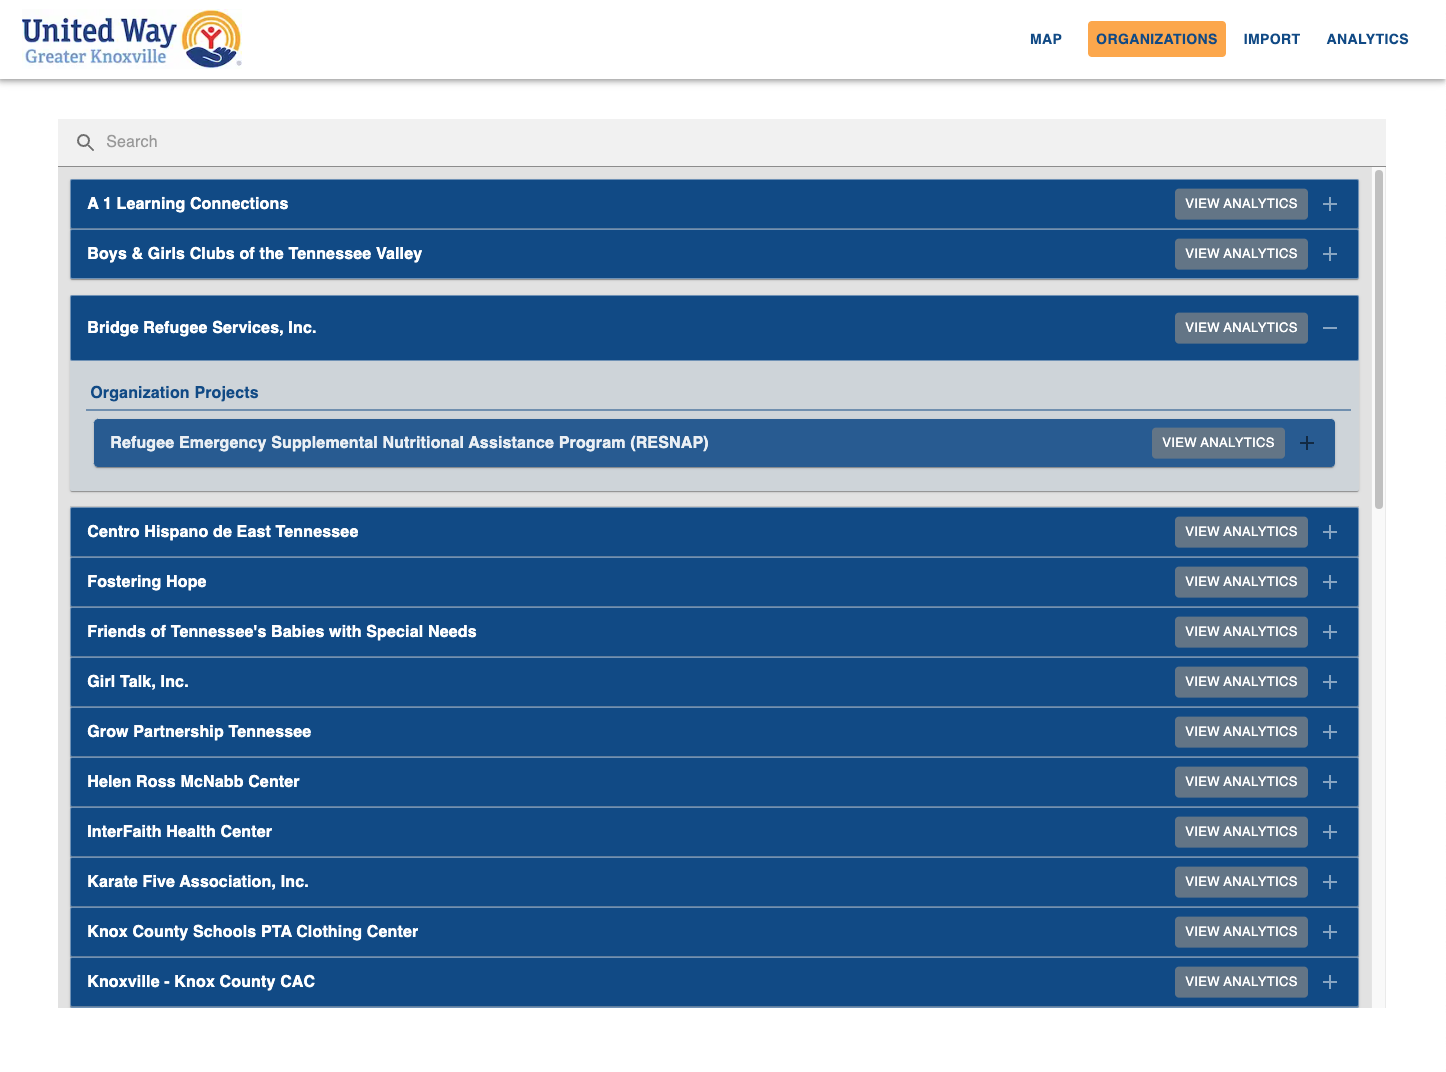 United Way
Greater Knoxville
MAP ORGANIZATIONS IMPORT ANALYTICS
Search
A 1 Learning Connections VIEW ANALYTICS
Boys & Girls Clubs of the Tennessee Valley VIEW ANALYTICS
Bridge Refugee Services, Inc. VIEW ANALYTICS
Organization Projects
Refugee Emergency Supplemental Nutritional Assistance Program (RESNAP) VIEW ANALYTICS
Centro Hispano de East Tennessee VIEW ANALYTICS
Fostering Hope VIEW ANALYTICS
Friends of Tennessee's Babies with Special Needs VIEW ANALYTICS
Girl Talk, Inc. VIEW ANALYTICS
Grow Partnership Tennessee VIEW ANALYTICS
Helen Ross McNabb Center VIEW ANALYTICS
InterFaith Health Center VIEW ANALYTICS
Karate Five Association, Inc. VIEW ANALYTICS
Knox County Schools PTA Clothing Center VIEW ANALYTICS
Knoxville - Knox County CAC VIEW ANALYTICS